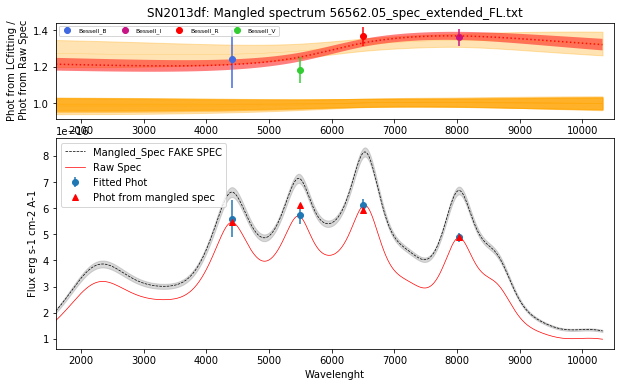 SN2013df: Mangled spectrum 56562.05_spec_extended_FL.txt
Phot from LCfitting /
Phot from Raw Spec
1.4
1.2
1.0
Bessell_B Bessell_I Bessell_R Bessell_V
2000 3000 4000 5000 6000 7000 8000 9000 10000
Flux erg s-1 cm-2 A-1
8
7
6
5
4
3
2
1
Mangled_Spec FAKE SPEC
Raw Spec
Fitted Phot
Phot from mangled spec
2000 3000 4000 5000 6000 7000 8000 9000 10000
Wavelenght